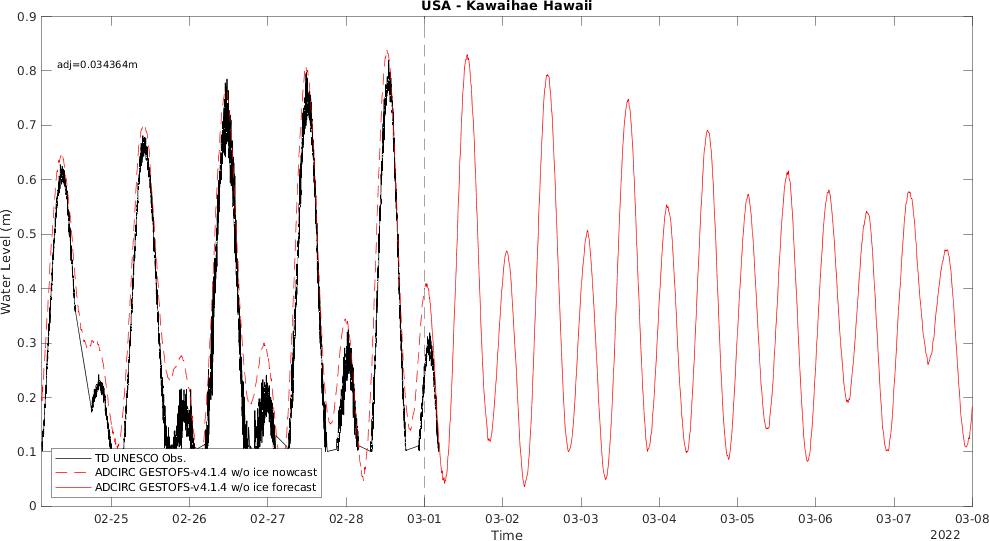 USA - Kawaihae Hawaii
adj=0.034364m
0.9
0.8
0.7
0.6
0.5
0.4
0.3
0.2
0.1
0
Water Level (m)
TD UNESCO Obs.
ADCIRC GESTOFS-v4.1.4 w/o ice nowcast
ADCIRC GESTOFS-v4.1.4 w/o ice forecast
02-25 02-26 02-27 02-28 03-01 03-02 03-03 03-04 03-05 03-06 03-07 03-08
Time
2022